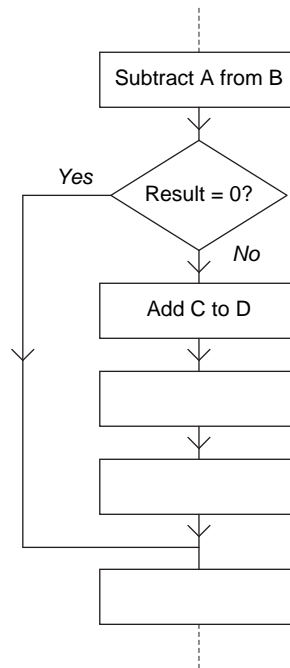 Subtract A from B
Yes
Result = 0?
No
Add C to D